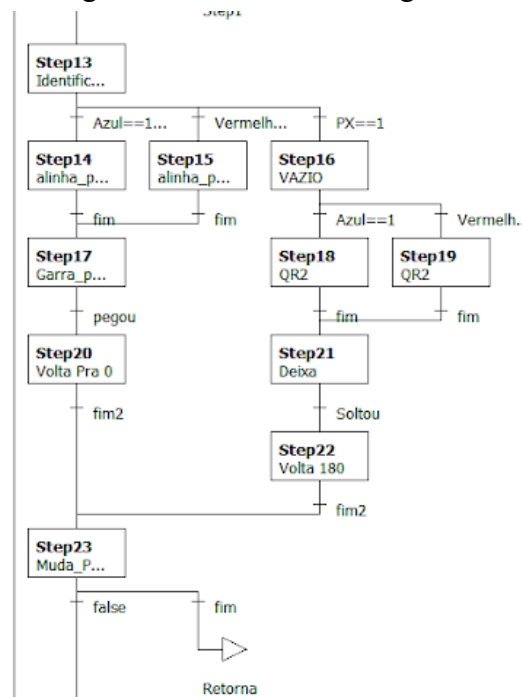 Step1
Step13
Identific...
Azul==1...
Vermelh...
PX==1
Step14
alinha_p...
Step15
alinha_p...
Step16
VAZIO
fim
fim
Azul==1
Vermelh..
Step17
Garra_p...
Step18
QR2
Step19
QR2
pegou
fim
fim
Step20
Volta Pra 0
Step21
Deixa
fim2
Soltou
Step22
Volta 180
fim2
Step23
Muda_P...
false
fim
Retorna